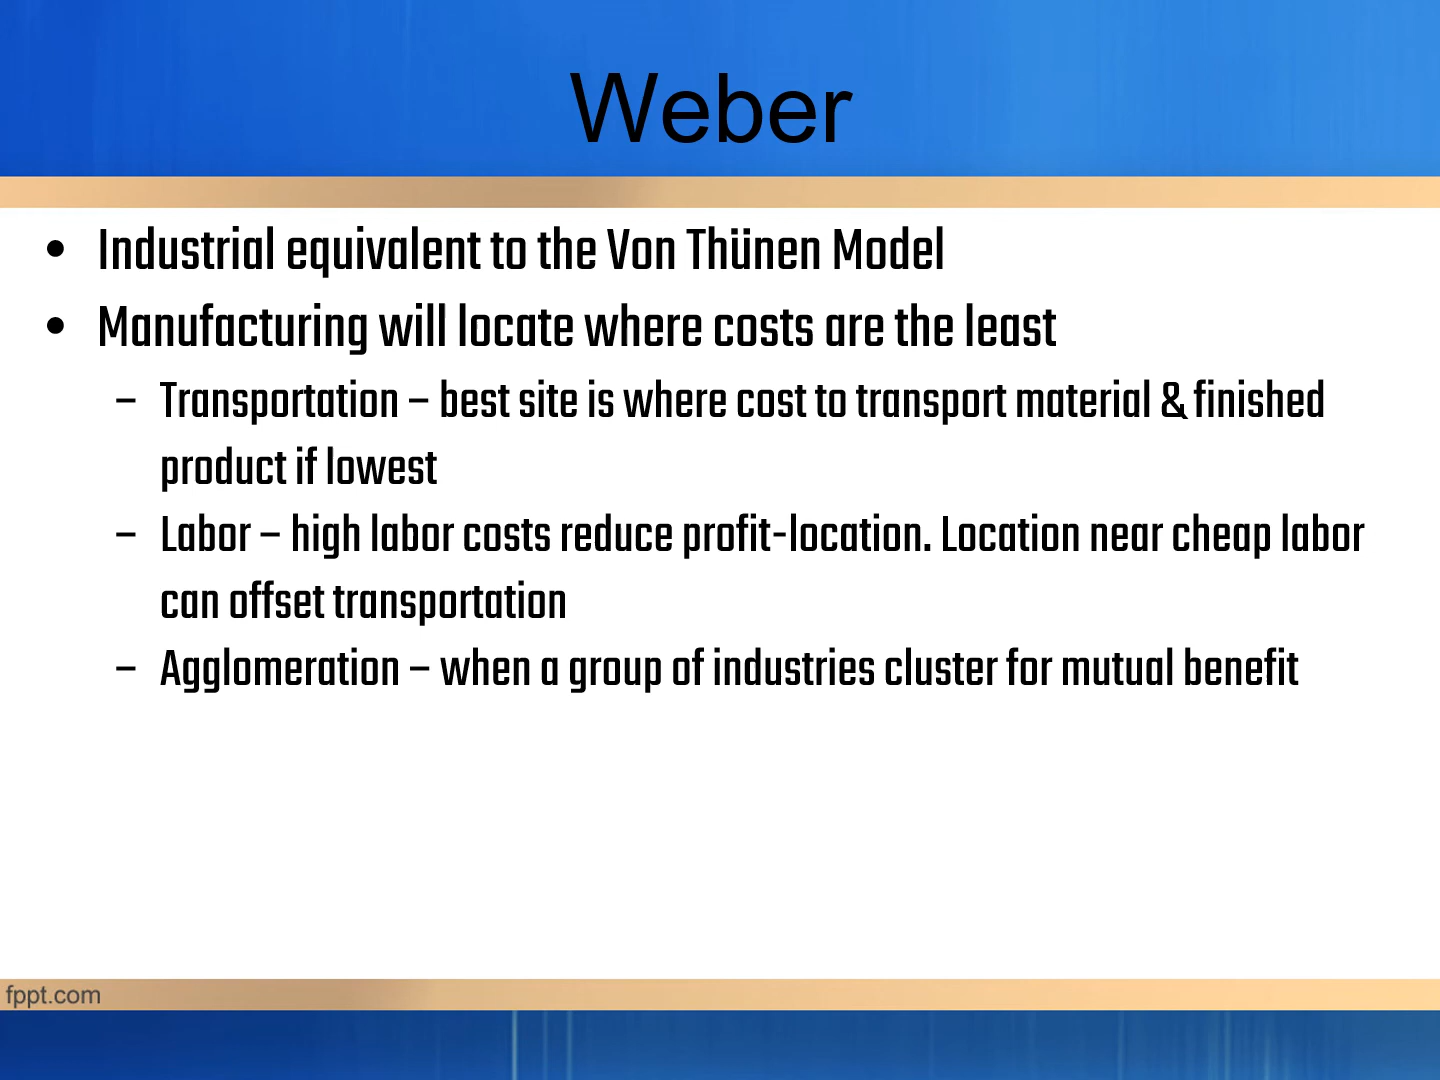 Weber
• Industrial equivalent to the Von Thünen Model
• Manufacturing will locate where costs are the least
– Transportation – best site is where cost to transport material & finished
product if lowest
– Labor – high labor costs reduce profit-location. Location near cheap labor
can offset transportation
– Agglomeration – when a group of industries cluster for mutual benefit
fppt.com